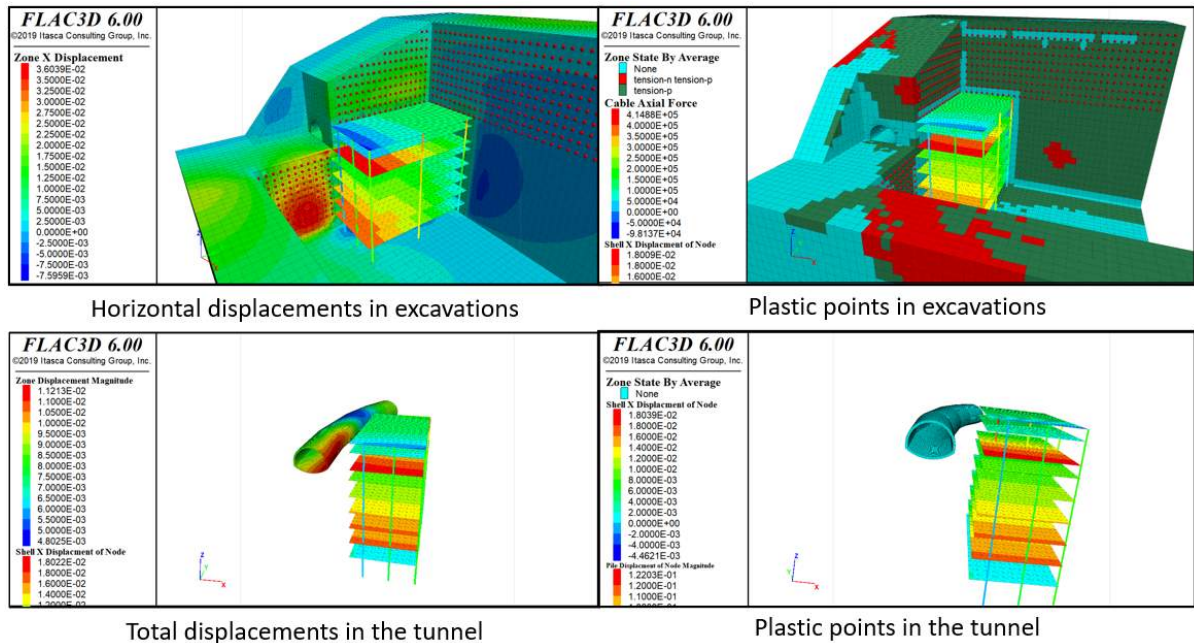 FLAC3D 6.00
©2019 Itasca Consulting Group, Inc.
Zone X Displacement
3.6039E-02
3.5000E-02
3.2500E-02
3.0000E-02
2.7500E-02
2.5000E-02
2.2500E-02
2.0000E-02
1.7500E-02
1.5000E-02
1.2500E-02
1.0000E-02
7.5000E-03
5.0000E-03
2.5000E-03
0.0000E+00
-2.5000E-03
-5.0000E-03
-7.5959E-03
Z
X
Horizontal displacements in excavations
FLAC3D 6.00
©2019 Itasca Consulting Group, Inc.
Zone State By Average
None
tension-n tension-p
tension-p
Cable Axial Force
4.1488E+05
4.0000E+05
3.5000E+05
3.0000E+05
2.5000E+05
2.0000E+05
1.5000E+05
1.0000E+05
5.0000E+04
0.0000E+00
-5.0000E+04
-9.8137E+04
Shell X Displacment of Node
1.8009E-02
1.8000E-02
1.6000E-02
Z
X
Plastic points in excavations
FLAC3D 6.00
©2019 Itasca Consulting Group, Inc.
Zone Displacement Magnitude
1.1213E-02
1.1000E-02
1.0500E-02
1.0000E-02
9.5000E-03
9.0000E-03
8.5000E-03
8.0000E-03
7.5000E-03
7.0000E-03
6.5000E-03
6.0000E-03
5.5000E-03
5.0000E-03
4.8025E-03
Shell X Displacment of Node
1.8022E-02
1.8000E-02
1.6000E-02
1.4000E-02
1.2000E-02
Z
Y
X
Total displacements in the tunnel
FLAC3D 6.00
©2019 Itasca Consulting Group, Inc.
Zone State By Average
None
Shell X Displacment of Node
1.8039E-02
1.8000E-02
1.6000E-02
1.4000E-02
1.2000E-02
1.0000E-02
8.0000E-03
6.0000E-03
4.0000E-03
2.0000E-03
0.0000E+00
-2.0000E-03
-4.0000E-03
-4.4621E-03
Pile Displacment of Node Magnitude
1.2203E-01
1.2000E-01
1.1000E-01
Z
Y
X
Plastic points in the tunnel